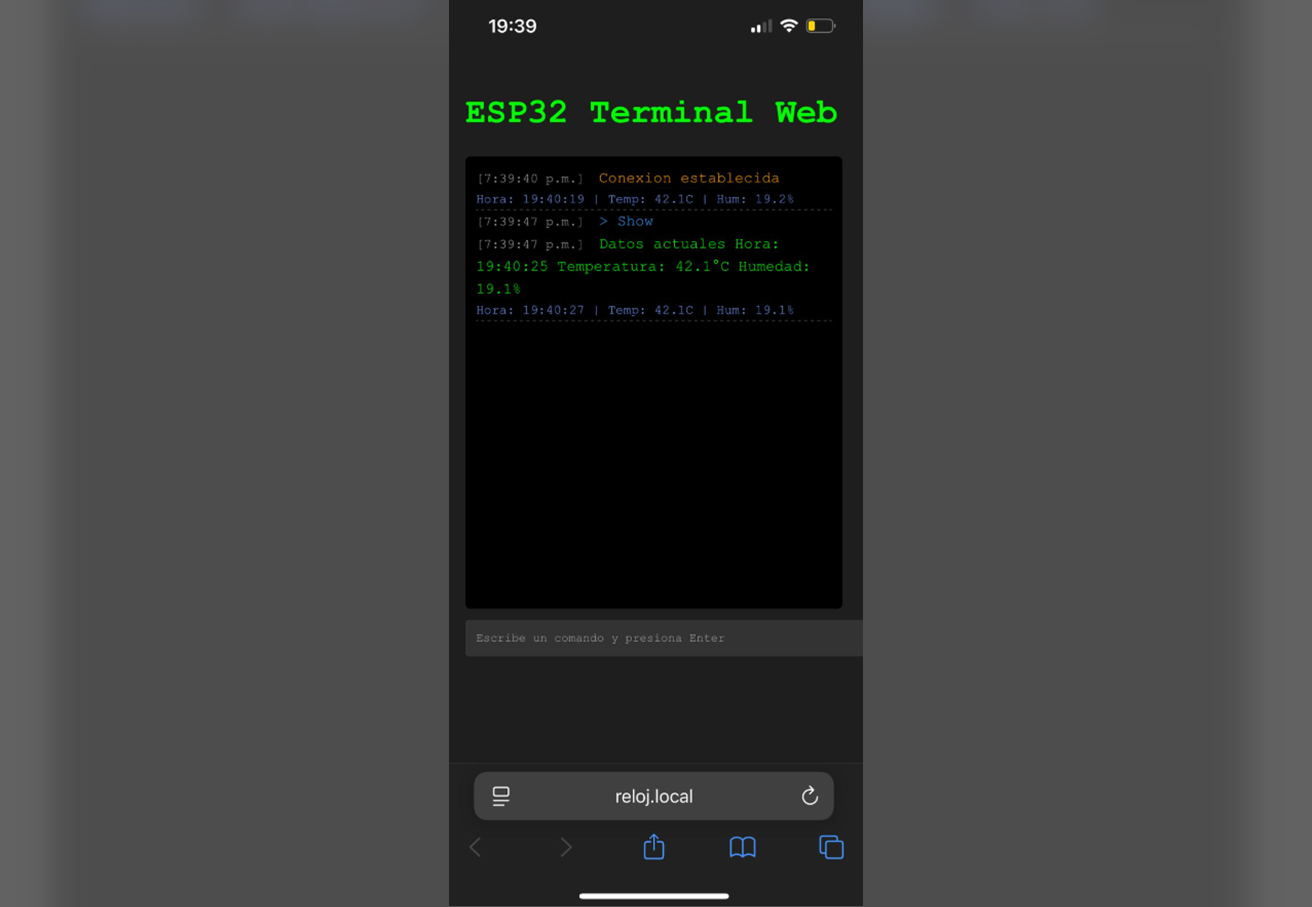 19:39
ESP32 Terminal Web
[7:39:40 p.m.] Conexion establecida
Hora: 19:40:19 | Temp: 42.1C | Hum: 19.2%
[7:39:47 p.m.] > Show
[7:39:47 p.m.] Datos actuales Hora:
19:40:25 Temperatura: 42.1°C Humedad:
19.1%
Hora: 19:40:27 | Temp: 42.1C | Hum: 19.1%
Escribe un comando y presiona Enter
reloj.local